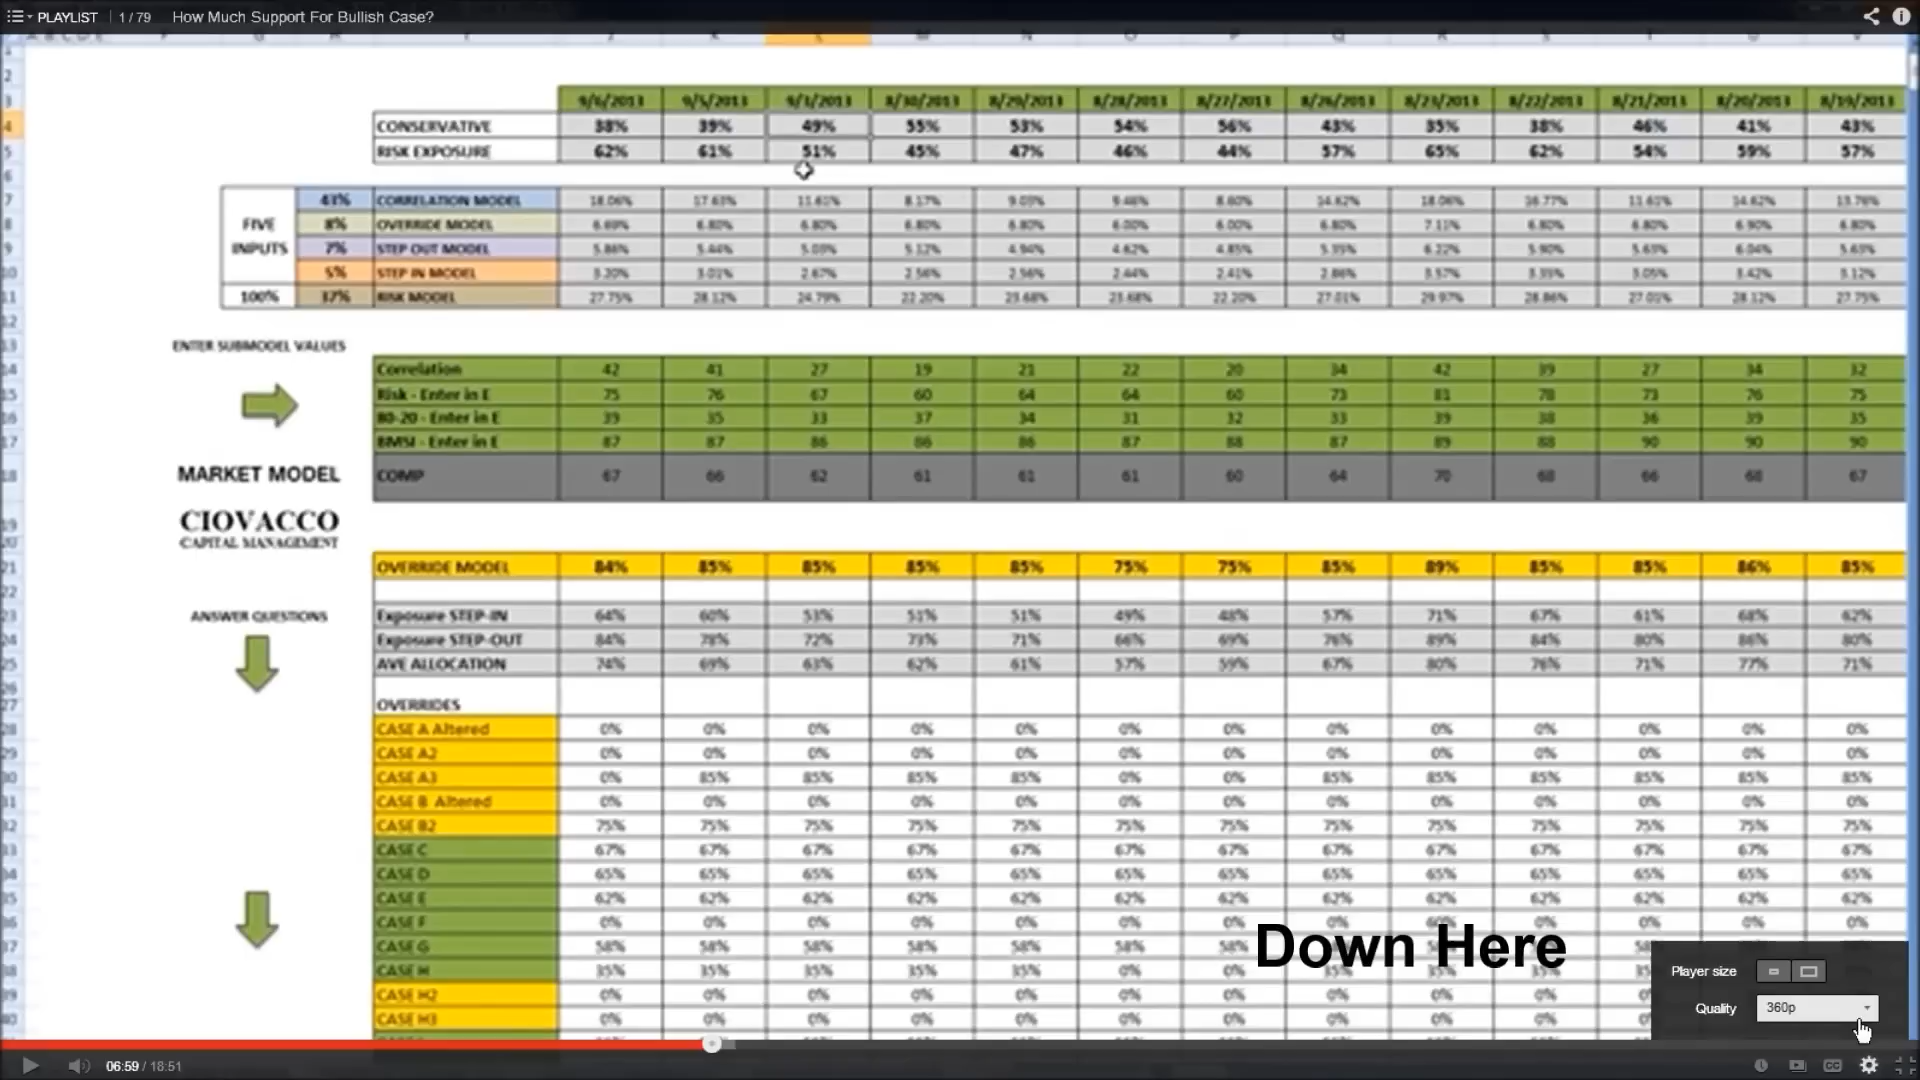 PLAYLIST 1 / 79 How Much Support For Bullish Case?
9/6/2013 9/5/2013 9/3/2013 8/30/2013 8/29/2013 8/28/2013 8/27/2013 8/26/2013 8/23/2013 8/22/2013 8/21/2013 8/20/2013 8/19/2013
CONSERVATIVE 38% 39% 49% 55% 53% 54% 56% 43% 35% 38% 46% 41% 43%
RISK EXPOSURE 62% 61% 51% 45% 47% 46% 44% 57% 65% 62% 54% 59% 57%
43% CORRELATION MODEL 18.06% 17.63% 11.61% 8.17% 9.03% 9.46% 8.60% 14.62% 18.06% 16.77% 11.61% 14.62% 13.76%
FIVE 8% OVERRIDE MODEL 6.69% 6.80% 6.80% 6.80% 6.80% 6.00% 6.00% 6.80% 7.11% 6.80% 6.80% 6.90% 6.80%
INPUTS 7% STEP OUT MODEL 5.86% 5.44% 5.03% 5.12% 4.94% 4.62% 4.85% 5.35% 6.22% 5.90% 5.63% 6.04% 5.63%
5% STEP IN MODEL 3.20% 3.01% 2.67% 2.56% 2.56% 2.44% 2.41% 2.86% 3.57% 3.35% 3.05% 3.42% 3.12%
100% 37% RISK MODEL 27.75% 28.12% 24.79% 22.20% 23.68% 23.68% 22.20% 27.01% 29.97% 28.86% 27.01% 28.12% 27.75%
ENTER SUBMODEL VALUES
Correlation 42 41 27 19 21 22 20 34 42 39 27 34 32
Risk - Enter in E 75 76 67 60 64 64 60 73 81 78 73 76 75
80-20 - Enter in E 39 35 33 37 34 31 32 33 39 38 36 39 35
BMSI - Enter in E 87 87 86 86 86 87 88 87 89 88 90 90 90
MARKET MODEL COMP 67 66 62 61 61 61 60 64 70 68 66 68 67
CIOVACCO
CAPITAL MANAGEMENT
OVERRIDE MODEL 84% 85% 85% 85% 85% 75% 75% 85% 89% 85% 85% 86% 85%
ANSWER QUESTIONS Exposure STEP-IN 64% 60% 53% 51% 51% 49% 48% 57% 71% 67% 61% 68% 62%
Exposure STEP-OUT 84% 78% 72% 73% 71% 66% 69% 76% 89% 84% 80% 86% 80%
AVE ALLOCATION 74% 69% 63% 62% 61% 57% 59% 67% 80% 76% 71% 77% 71%
OVERRIDES
CASE A Altered 0% 0% 0% 0% 0% 0% 0% 0% 0% 0% 0% 0% 0%
CASE A2 0% 0% 0% 0% 0% 0% 0% 0% 0% 0% 0% 0% 0%
CASE A3 0% 85% 85% 85% 85% 0% 0% 85% 85% 85% 85% 85% 85%
CASE B Altered 0% 0% 0% 0% 0% 0% 0% 0% 0% 0% 0% 0% 0%
CASE B2 75% 75% 75% 75% 75% 75% 75% 75% 75% 75% 75% 75% 75%
CASE C 67% 67% 67% 67% 67% 67% 67% 67% 67% 67% 67% 67% 67%
CASE D 65% 65% 65% 65% 65% 65% 65% 65% 65% 65% 65% 65% 65%
CASE E 62% 62% 62% 62% 62% 62% 62% 62% 62% 62% 62% 62% 62%
CASE F 0% 0% 0% 0% 0% 0% 0% 0% 0% 0% 0% 0%
CASE G 58% 58% 58% 58% 58% 58% 58%
Down Here
CASE H 35% 35% 35% 35% 35% 0% 0%
CASE H2 0% 0% 0% 0% 0% 0% 0% 0% 0% 0%
CASE H3 0% 0% 0% 0% 0% 0% 0% 0% 0% 0%
Player size
Quality 360p
06:59 / 18:51
CC